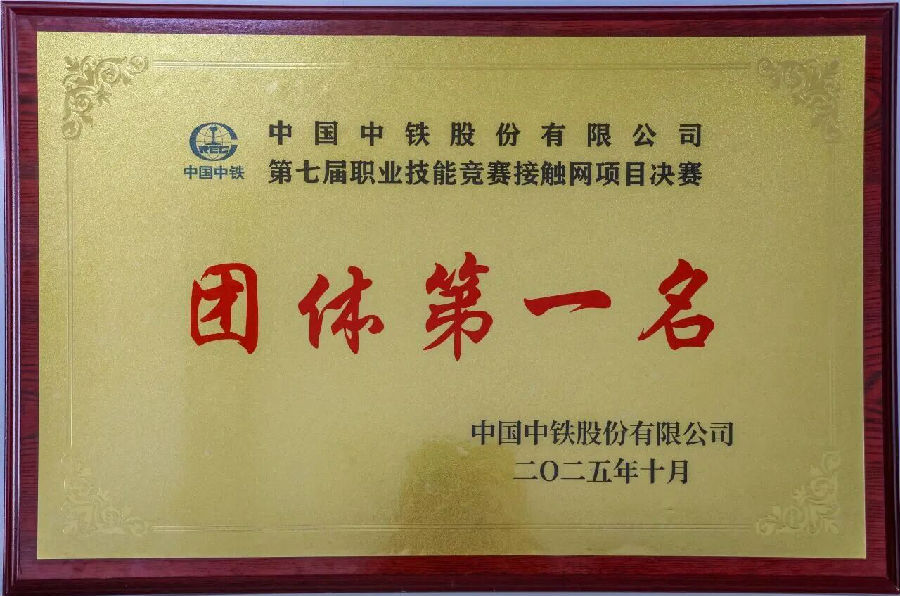 中国中铁股份有限公司
中国中铁
第七届职业技能竞赛接触网项目决赛
团体第一名
中国中铁股份有限公司
二〇二五年十月